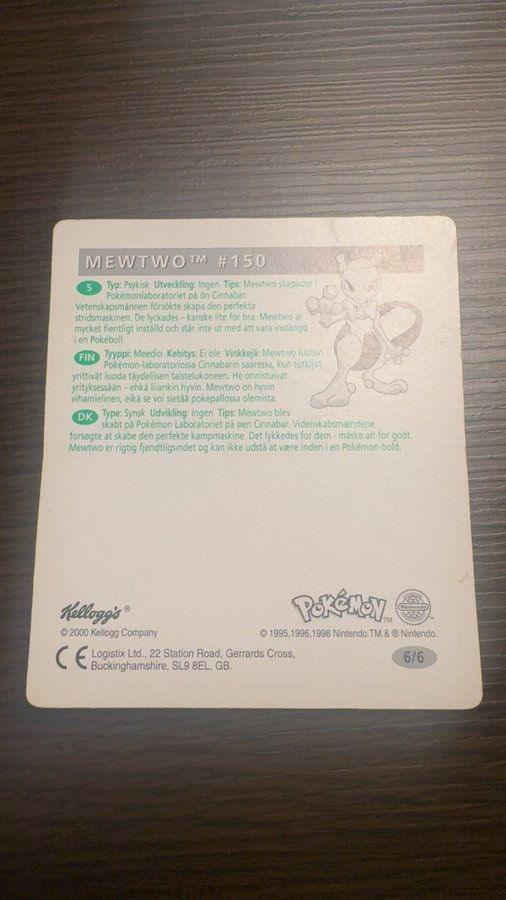 MEWTWO™ #150
S Typ: Psykisk Utveckling: Ingen Tips: Mewtwo skapades i
Pokémonlaboratoriet på ön Cinnabar.
Vetenskapsmännen försökte skapa den perfekta
stridsmaskinen. De lyckades - kanske lite för bra. Mewtwo är
mycket fientligt inställd och står inte ut med att vara instängd
i en Pokéboll.
FIN Tyyppi: Meedio Kehitys: Ei ole Vinkkejä: Mewtwo luotiin
Pokémon-laboratoriossa Cinnabarin saaressa, kun tutkijat
yrittivät luoda täydellisen taistelukoneen. He onnistuivat
yrityksessään – ehkä liiankin hyvin. Mewtwo on hyvin
vihamielinen, eikä se voi sietää pokepallossa olemista.
DK Type: Synsk Udvikling: Ingen Tips: Mewtwo blev
skabt på Pokémon Laboratoriet på øen Cinnabar. Videnskabsmændene
forsøgte at skabe den perfekte kampmaskine. Det lykkedes for dem - måske alt for godt.
Mewtwo er rigtig fjendtligsindet og kan ikke udstå at være inden i en Pokémon-bold.
Kellogg's®
POKéMON™
Nintendo
© 2000 Kellogg Company
© 1995,1996,1998 Nintendo.TM & ® Nintendo.
CE Logistix Ltd., 22 Station Road, Gerrards Cross,
Buckinghamshire, SL9 8EL, GB.
6/6